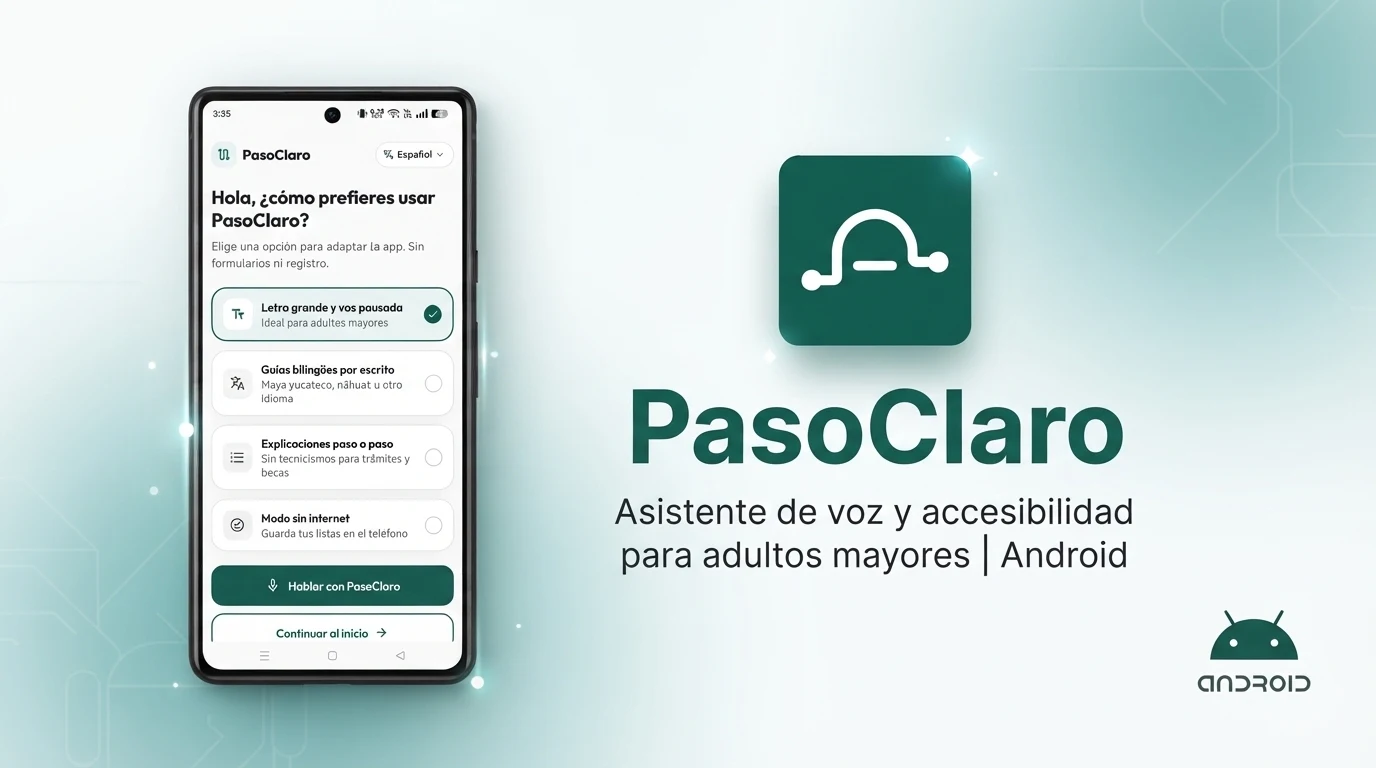 3:35
PasoClaro
Español
Hola, ¿cómo prefieres usar
PasoClaro?
Elige una opción para adaptar la app. Sin
formularios ni registro.
Letro grande y vos pausada
Ideal para adultes mayores
Guías bilingöes por escrito
Maya yucateco, nãhuat u otro
idioma
Explicociones paso o paso
Sin tecnicismos para trámites y
becas
Modo sin internet
Guarda tus listas en el telefono
Hablar con PaseCloro
Continuar al inicio
PasoClaro
Asistente de voz y accesibilidad
para adultos mayores | Android
ANDROID